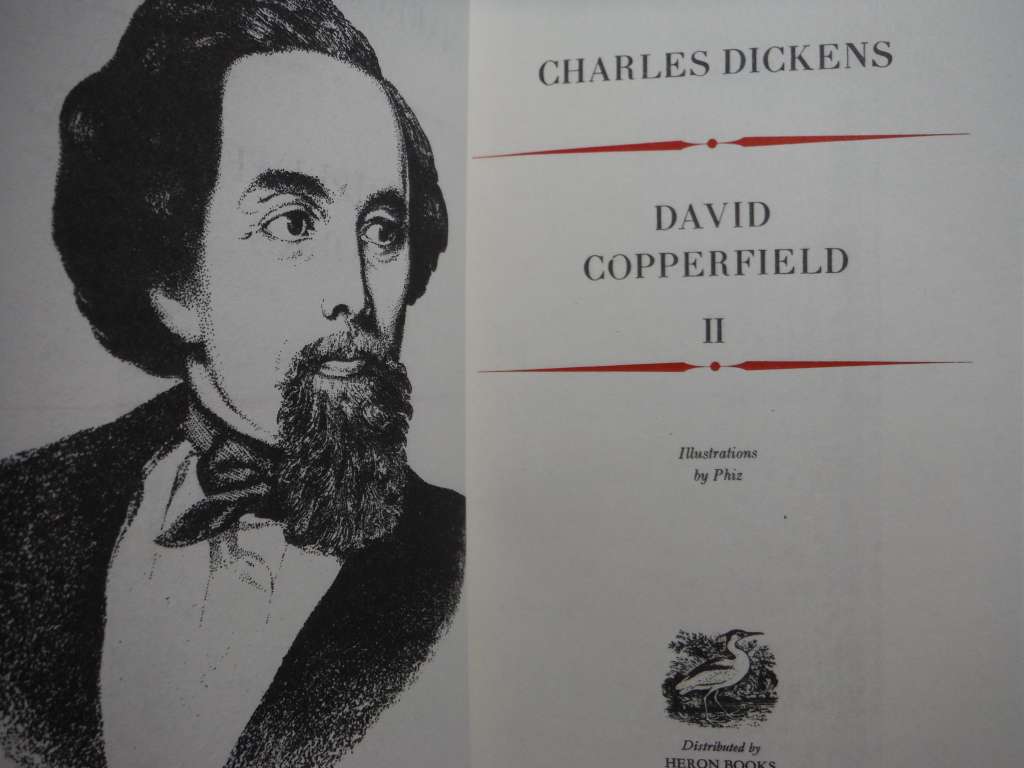 CHARLES DICKENS
DAVID
COPPERFIELD
II
Illustrations
by Phiz
Distributed by
HERON BOOKS